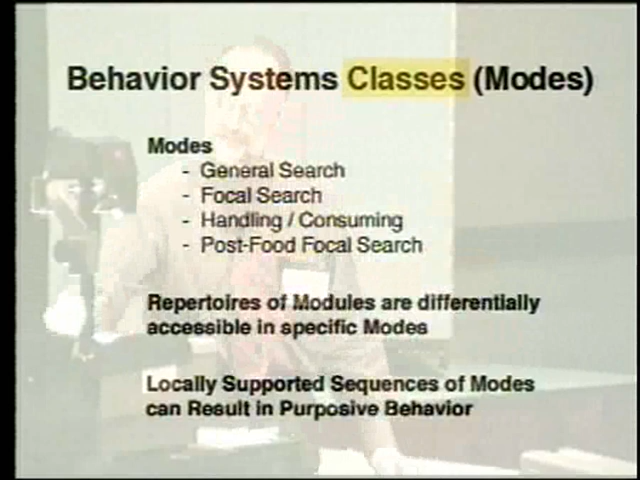 Behavior Systems Classes (Modes)
Modes
- General Search
- Focal Search
- Handling / Consuming
- Post-Food Focal Search
Repertoires of Modules are differentially
accessible in specific Modes
Locally Supported Sequences of Modes
can Result in Purposive Behavior